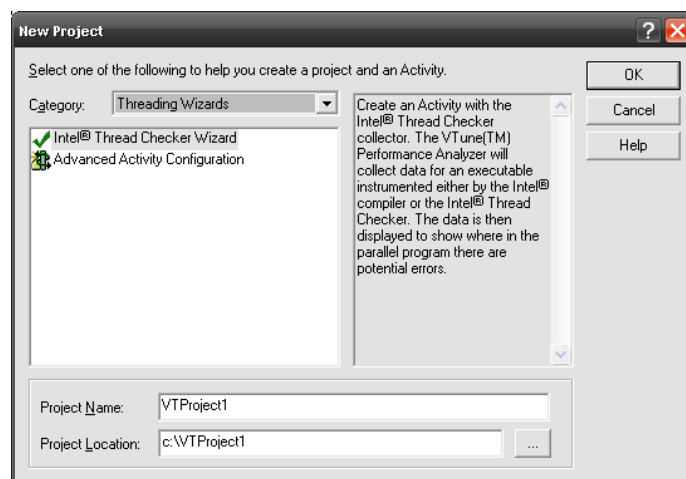 New Project
Select one of the following to help you create a project and an Activity.
Category: Threading Wizards
Intel® Thread Checker Wizard
Advanced Activity Configuration
Create an Activity with the
Intel® Thread Checker
collector. The VTune(TM)
Performance Analyzer will
collect data for an executable
instrumented either by the Intel®
compiler or the Intel® Thread
Checker. The data is then
displayed to show where in the
parallel program there are
potential errors.
OK
Cancel
Help
Project Name: VTProject1
Project Location: c:\VTProject1
...